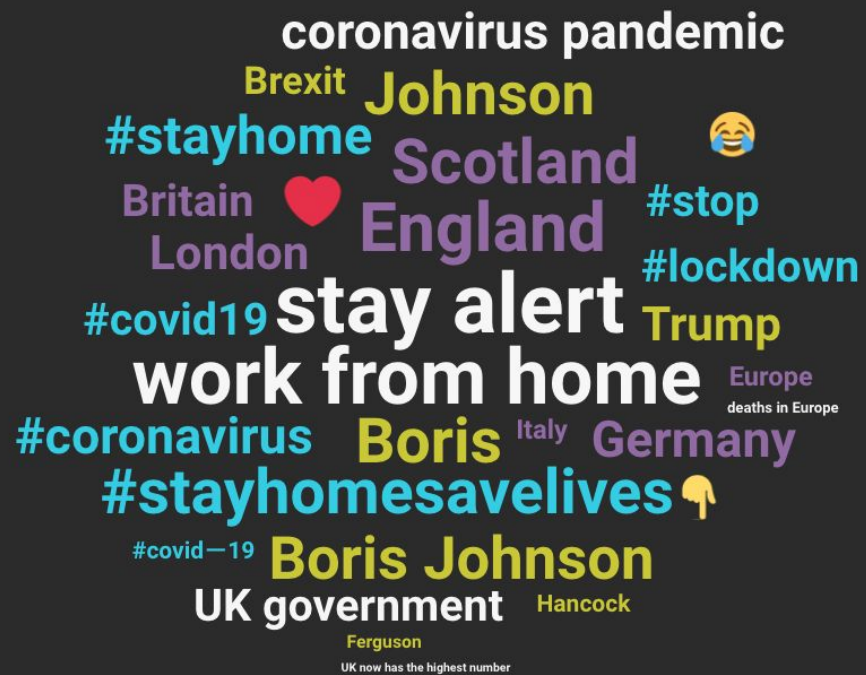 coronavirus pandemic
Brexit Johnson
#stayhome
Scotland
Britain ❤️ #stop
England
London #lockdown
#covid19 stay alert Trump
work from home Europe
deaths in Europe
#coronavirus Boris Italy Germany
#stayhomesavelives👇
#covid—19 Boris Johnson
UK government Hancock
Ferguson
UK now has the highest number